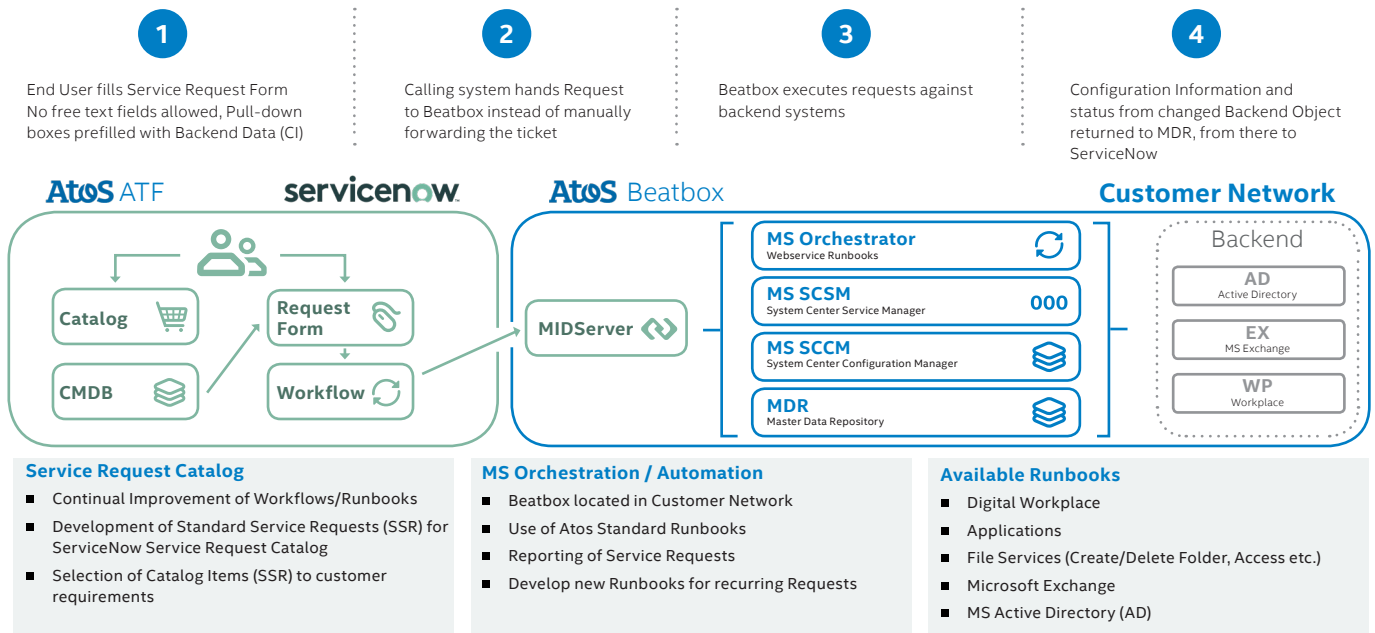 1
End User fills Service Request Form
No free text fields allowed, Pull-down
boxes prefilled with Backend Data (CI)
2
Calling system hands Request
to Beatbox instead of manually
forwarding the ticket
3
Beatbox executes requests against
backend systems
4
Configuration Information and
status from changed Backend Object
returned to MDR, from there to
ServiceNow
Atos ATF
servicenow
Atos Beatbox
Customer Network
Catalog
CMDB
Request
Form
Workflow
MIDServer
MS Orchestrator
Webservice Runbooks
MS SCSM
System Center Service Manager
000
MS SCCM
System Center Configuration Manager
MDR
Master Data Repository
Backend
AD
Active Directory
EX
MS Exchange
WP
Workplace
Service Request Catalog
Continual Improvement of Workflows/Runbooks
Development of Standard Service Requests (SSR) for
ServiceNow Service Request Catalog
Selection of Catalog Items (SSR) to customer
requirements
MS Orchestration / Automation
Beatbox located in Customer Network
Use of Atos Standard Runbooks
Reporting of Service Requests
Develop new Runbooks for recurring Requests
Available Runbooks
Digital Workplace
Applications
File Services (Create/Delete Folder, Access etc.)
Microsoft Exchange
MS Active Directory (AD)